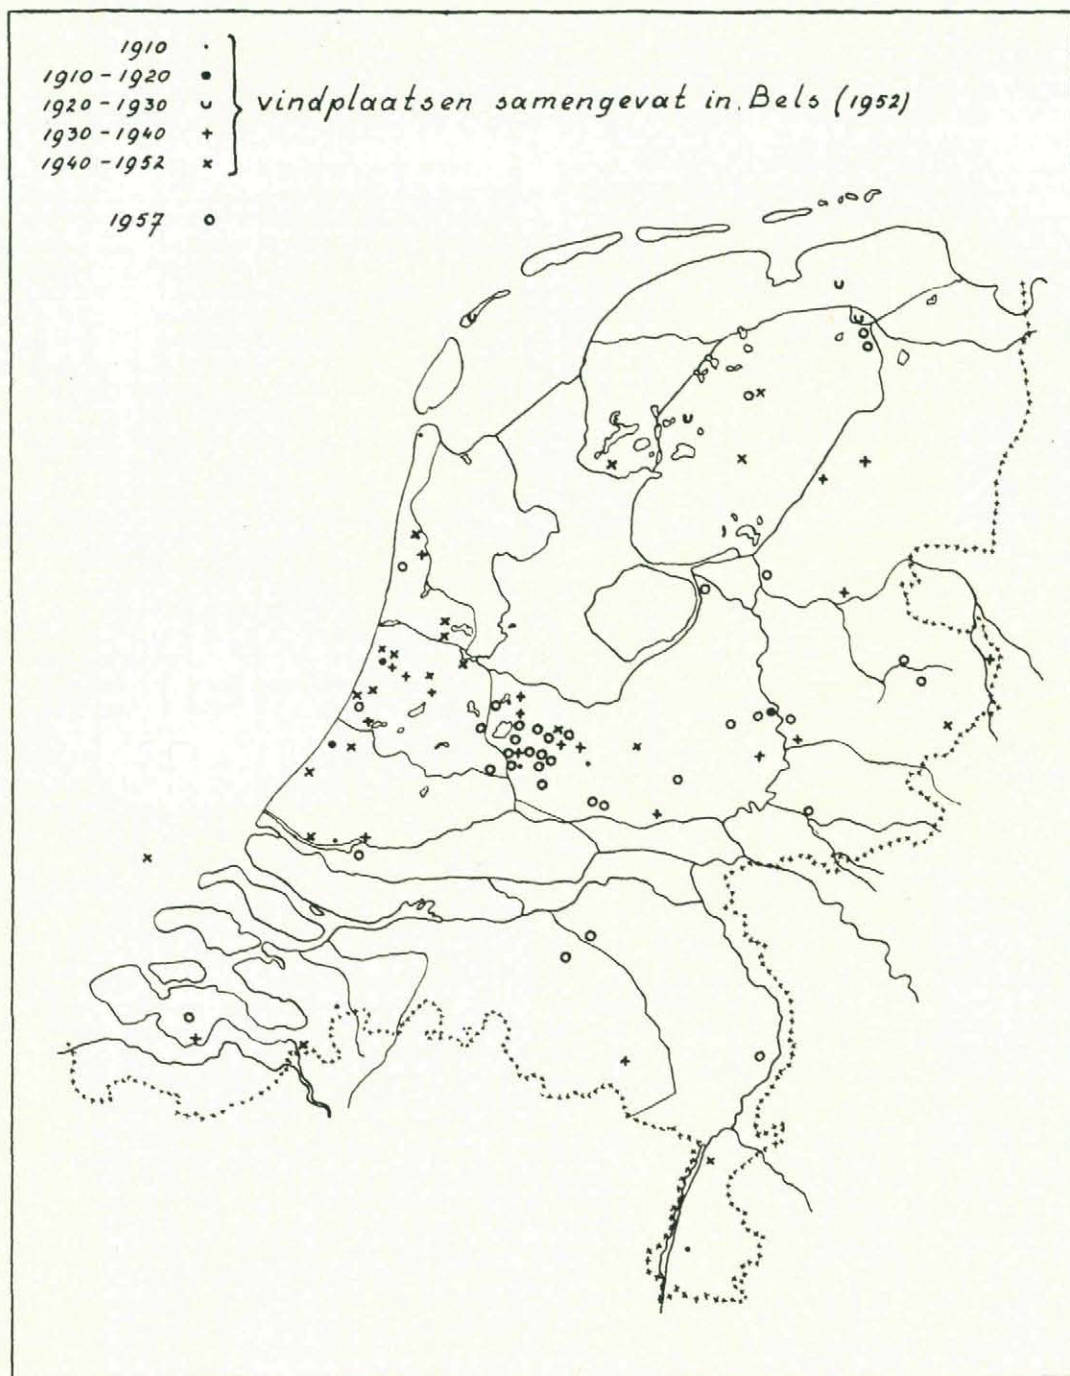 1910 .
1910 - 1920 •
1920 - 1930 ᴗ
1930 - 1940 +
1940 - 1952 ×
vindplaatsen samengevat in. Bels (1952)
1957 o